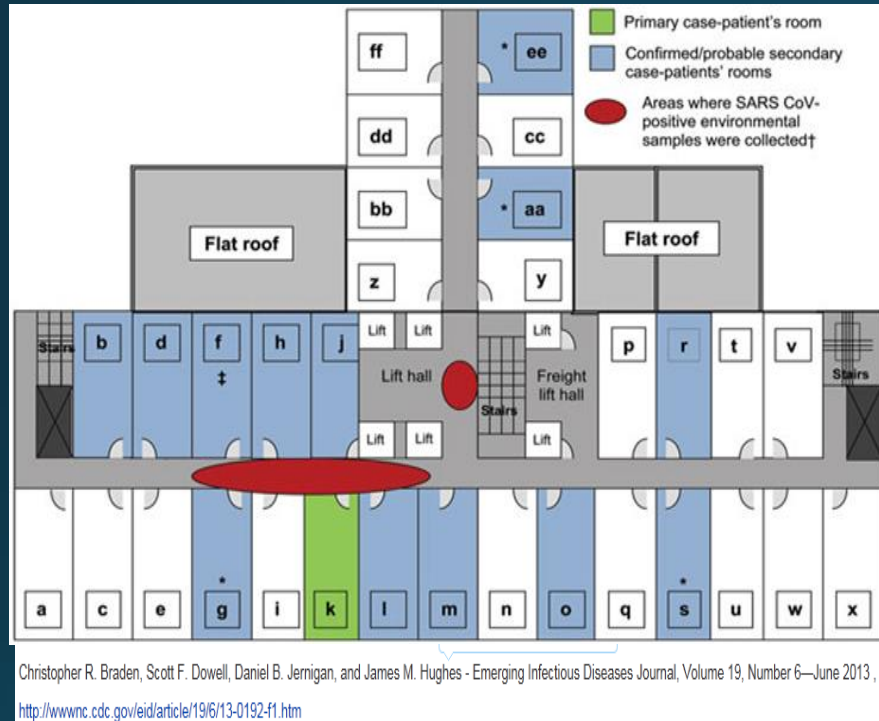 Primary case-patient's room
Confirmed/probable secondary
case-patients' rooms
Areas where SARS CoV-
positive environmental
samples were collected†
ff
* ee
dd
cc
bb
* aa
z
y
Flat roof
Flat roof
Stairs
b
d
f
‡
h
j
Lift
Lift
Lift hall
Lift
Lift
Stairs
Lift
Freight
lift hall
Lift
p
r
t
v
Stairs
a
c
e
*
g
i
k
l
m
n
o
q
*
s
u
w
x
Christopher R. Braden, Scott F. Dowell, Daniel B. Jernigan, and James M. Hughes - Emerging Infectious Diseases Journal, Volume 19, Number 6—June 2013 ,
http://wwwnc.cdc.gov/eid/article/19/6/13-0192-f1.htm